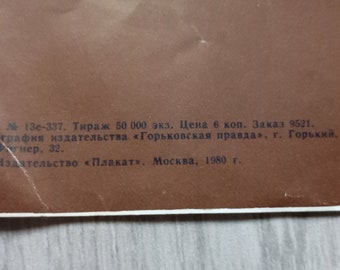 № 13е-337. Тираж 50 000 экз. Цена 6 коп. Заказ 9521.
графия издательства «Горьковская правда», г. Горький,
32.
Издательство «Плакат». Москва, 1980 г.